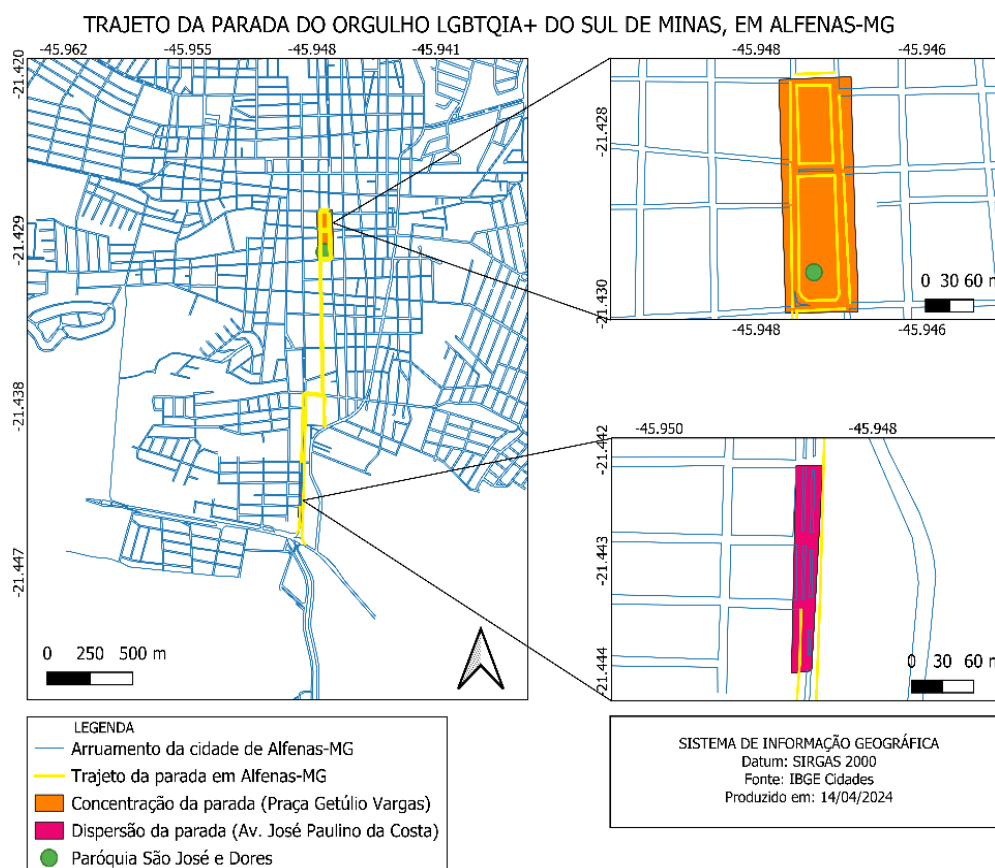 TRAJETO DA PARADA DO ORGULHO LGBTQIA+ DO SUL DE MINAS, EM ALFENAS-MG
-45.962 -45.955 -45.948 -45.941
-21.420
-21.429
-21.438
-21.447
0 250 500 m
-45.948 -45.946
-21.428
-21.430
0 30 60 m
-45.948 -45.946
-45.950 -45.948
-21.442
-21.443
-21.444
0 30 60 m
LEGENDA
Arruamento da cidade de Alfenas-MG
Trajeto da parada em Alfenas-MG
Concentração da parada (Praça Getúlio Vargas)
Dispersão da parada (Av. José Paulino da Costa)
Paróquia São José e Dores
SISTEMA DE INFORMAÇÃO GEOGRÁFICA
Datum: SIRGAS 2000
Fonte: IBGE Cidades
Produzido em: 14/04/2024